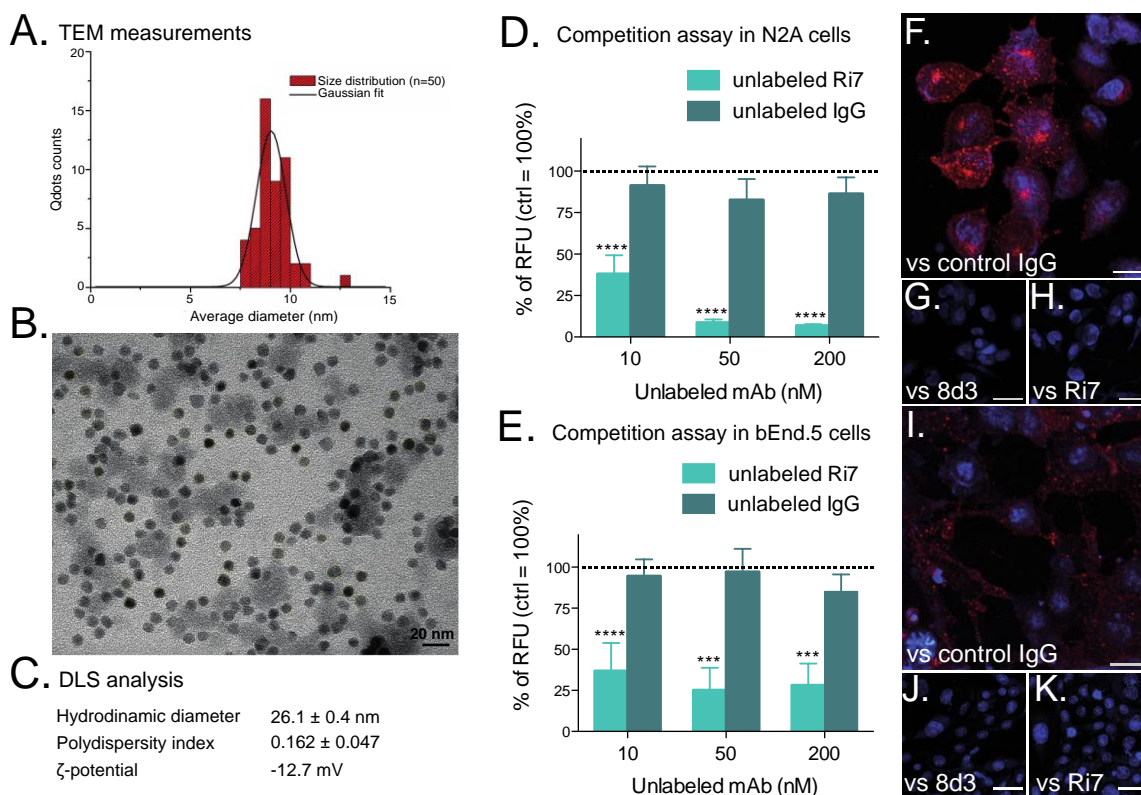 A. TEM measurements
20
15
10
5
0
0
5
10
15
Qdots counts
Average diameter (nm)
Size distribution (n=50)
Gaussian fit
B.
20 nm
C. DLS analysis
Hydrodinamic diameter 26.1 ± 0.4 nm
Polydispersity index 0.162 ± 0.047
ζ-potential -12.7 mV
D. Competition assay in N2A cells
unlabeled Ri7
unlabeled IgG
% of RFU (ctrl = 100%)
100
75
50
25
0
****
****
****
10 50 200
Unlabeled mAb (nM)
E. Competition assay in bEnd.5 cells
unlabeled Ri7
unlabeled IgG
% of RFU (ctrl = 100%)
100
75
50
25
0
****
***
***
10 50 200
Unlabeled mAb (nM)
F.
vs control IgG
G.
vs 8d3
H.
vs Ri7
I.
vs control IgG
J.
vs 8d3
K.
vs Ri7